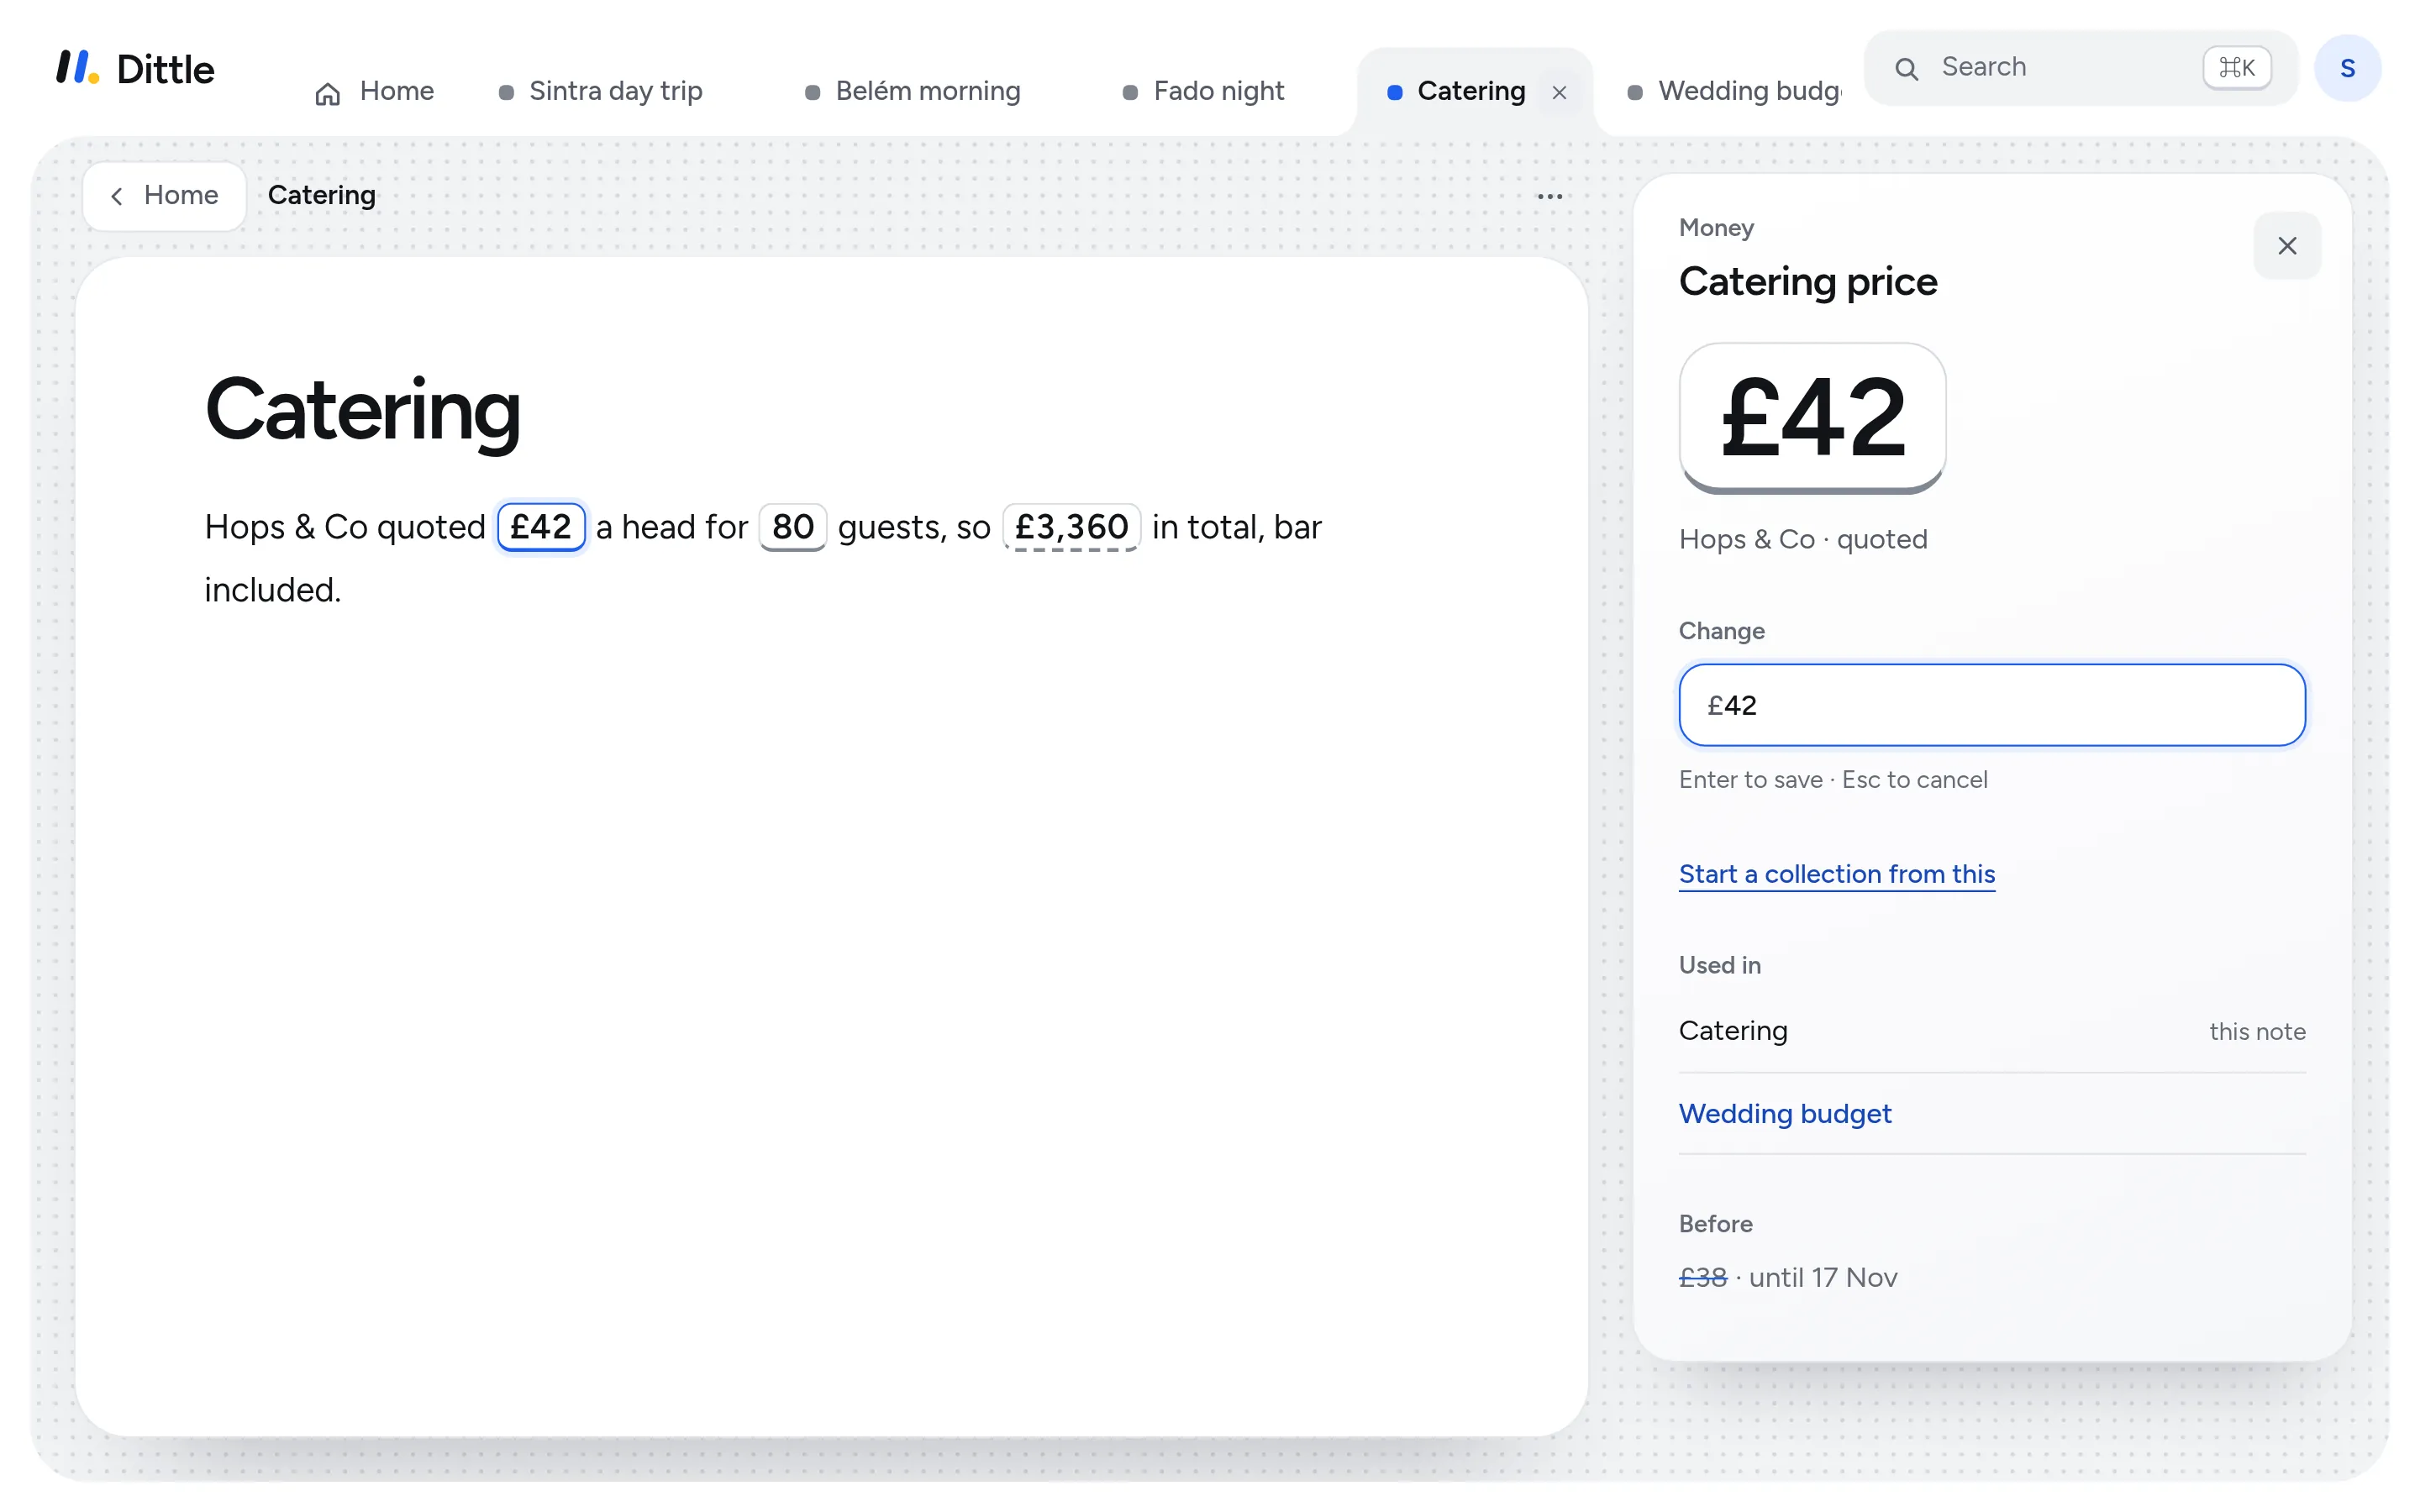 Dittle
Home
Sintra day trip
Belém morning
Fado night
Catering
Wedding budg
Search
⌘K
S
Home
Catering
Catering
Hops & Co quoted £42 a head for 80 guests, so £3,360 in total, bar
included.
Money
Catering price
£42
Hops & Co · quoted
Change
£42
Enter to save · Esc to cancel
Start a collection from this
Used in
Catering this note
Wedding budget
Before
£38 · until 17 Nov